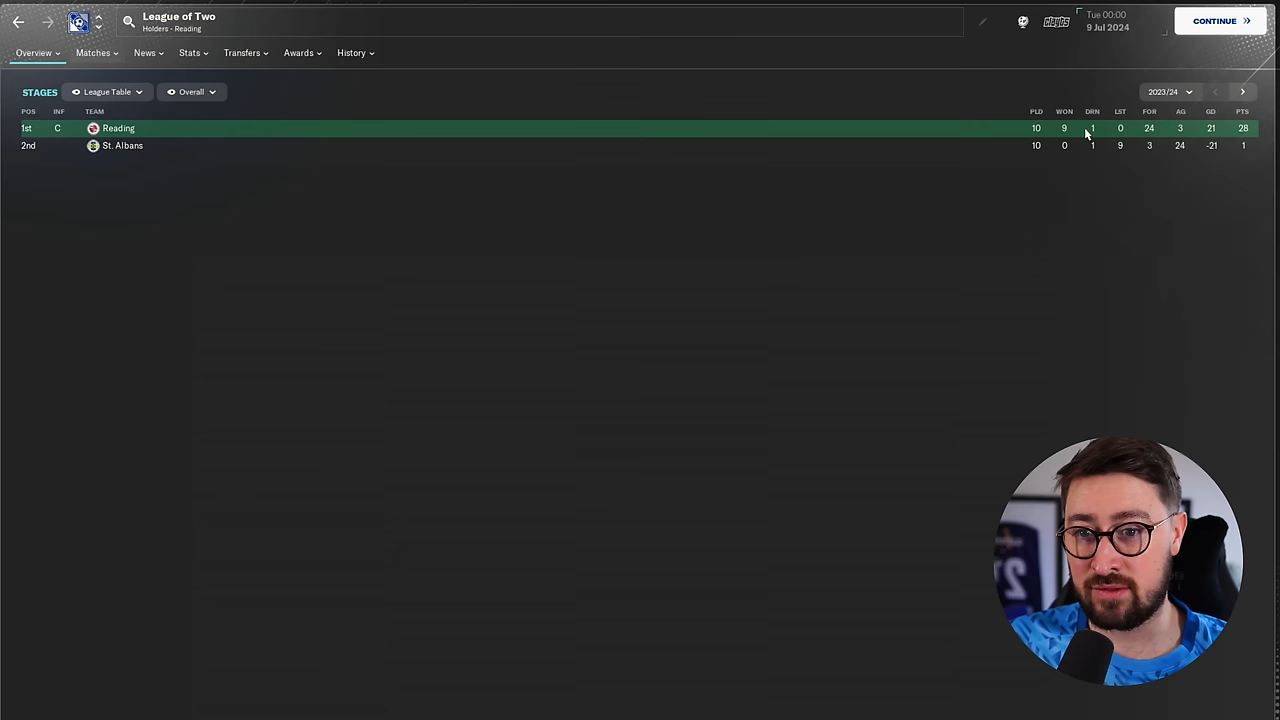 League of Two
Holders - Reading
Tue 00:00
9 Jul 2024
CONTINUE
Overview Matches News Stats Transfers Awards History
STAGES League Table Overall 2023/24
POS INF TEAM PLD WON DRN LST FOR AG GD PTS
1st C Reading 10 9 1 0 24 3 21 28
2nd St. Albans 10 0 1 9 3 24 -21 1